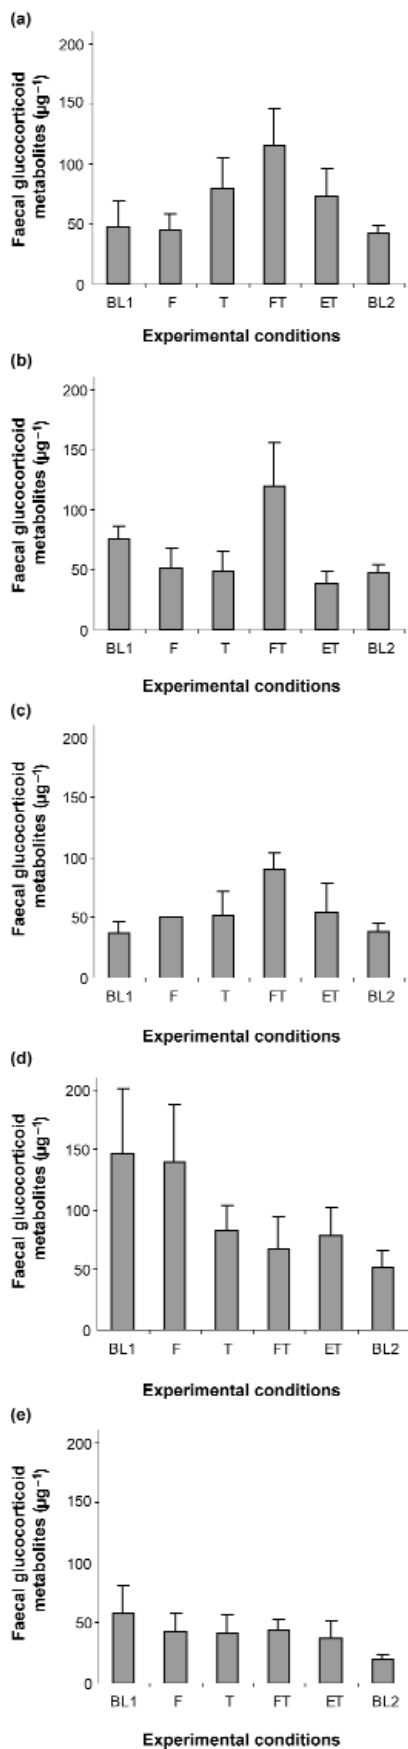 (a)
Faecal glucocorticoid
metabolites (µg⁻¹)
200
150
100
50
0
BL1 F T FT ET BL2
Experimental conditions
(b)
Faecal glucocorticoid
metabolites (µg⁻¹)
200
150
100
50
0
BL1 F T FT ET BL2
Experimental conditions
(c)
Faecal glucocorticoid
metabolites (µg⁻¹)
200
150
100
50
0
BL1 F T FT ET BL2
Experimental conditions
(d)
Faecal glucocorticoid
metabolites (µg⁻¹)
200
150
100
50
0
BL1 F T FT ET BL2
Experimental conditions
(e)
Faecal glucocorticoid
metabolites (µg⁻¹)
200
150
100
50
0
BL1 F T FT ET BL2
Experimental conditions